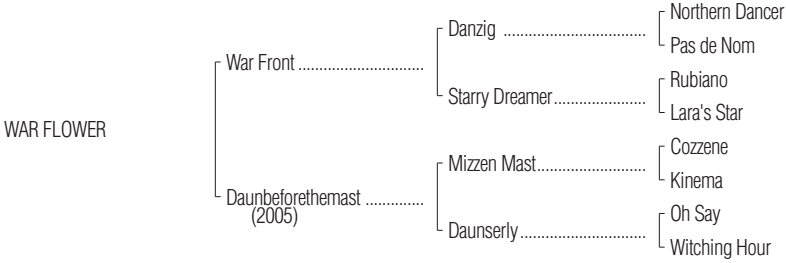 Northern Dancer
Danzig ..................................
Pas de Nom
War Front ..............................
Rubiano
Starry Dreamer......................
Lara's Star
WAR FLOWER
Cozzene
Mizzen Mast..........................
Kinema
Daunbeforethemast ..............
(2005)
Oh Say
Daunserly..............................
Witching Hour